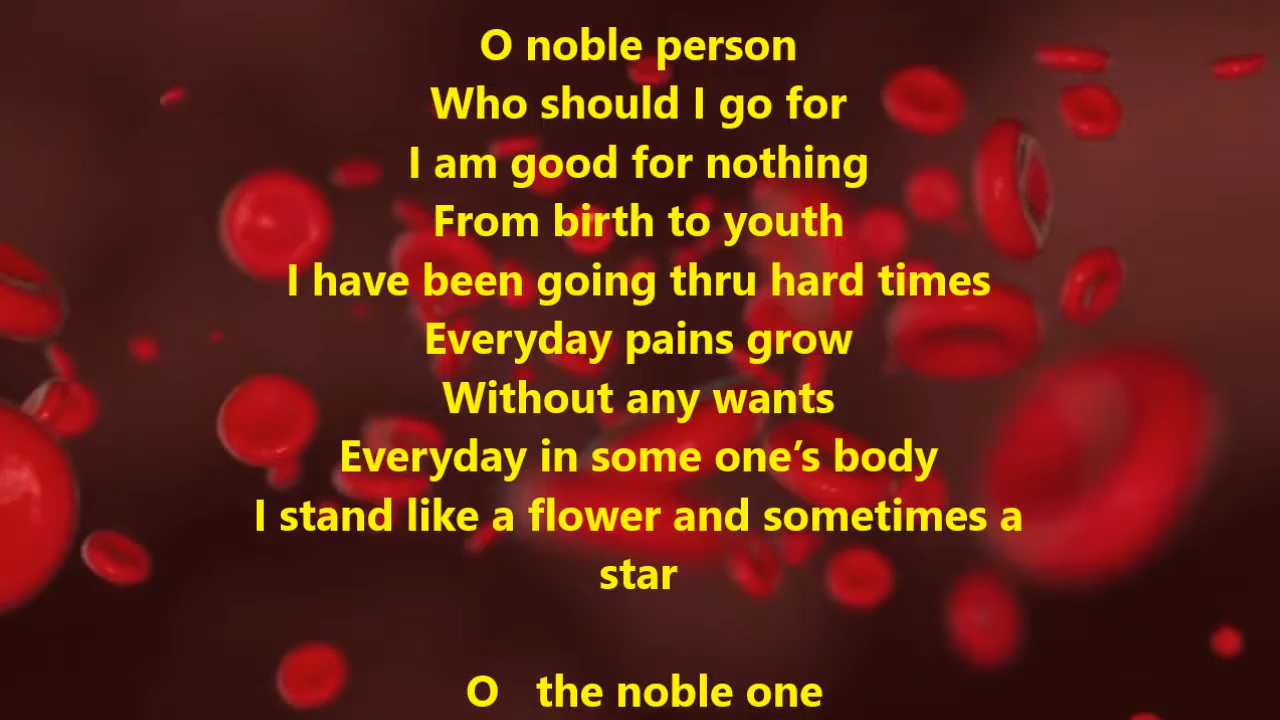 O noble person
Who should I go for
I am good for nothing
From birth to youth
I have been going thru hard times
Everyday pains grow
Without any wants
Everyday in some one’s body
I stand like a flower and sometimes a
star
O the noble one